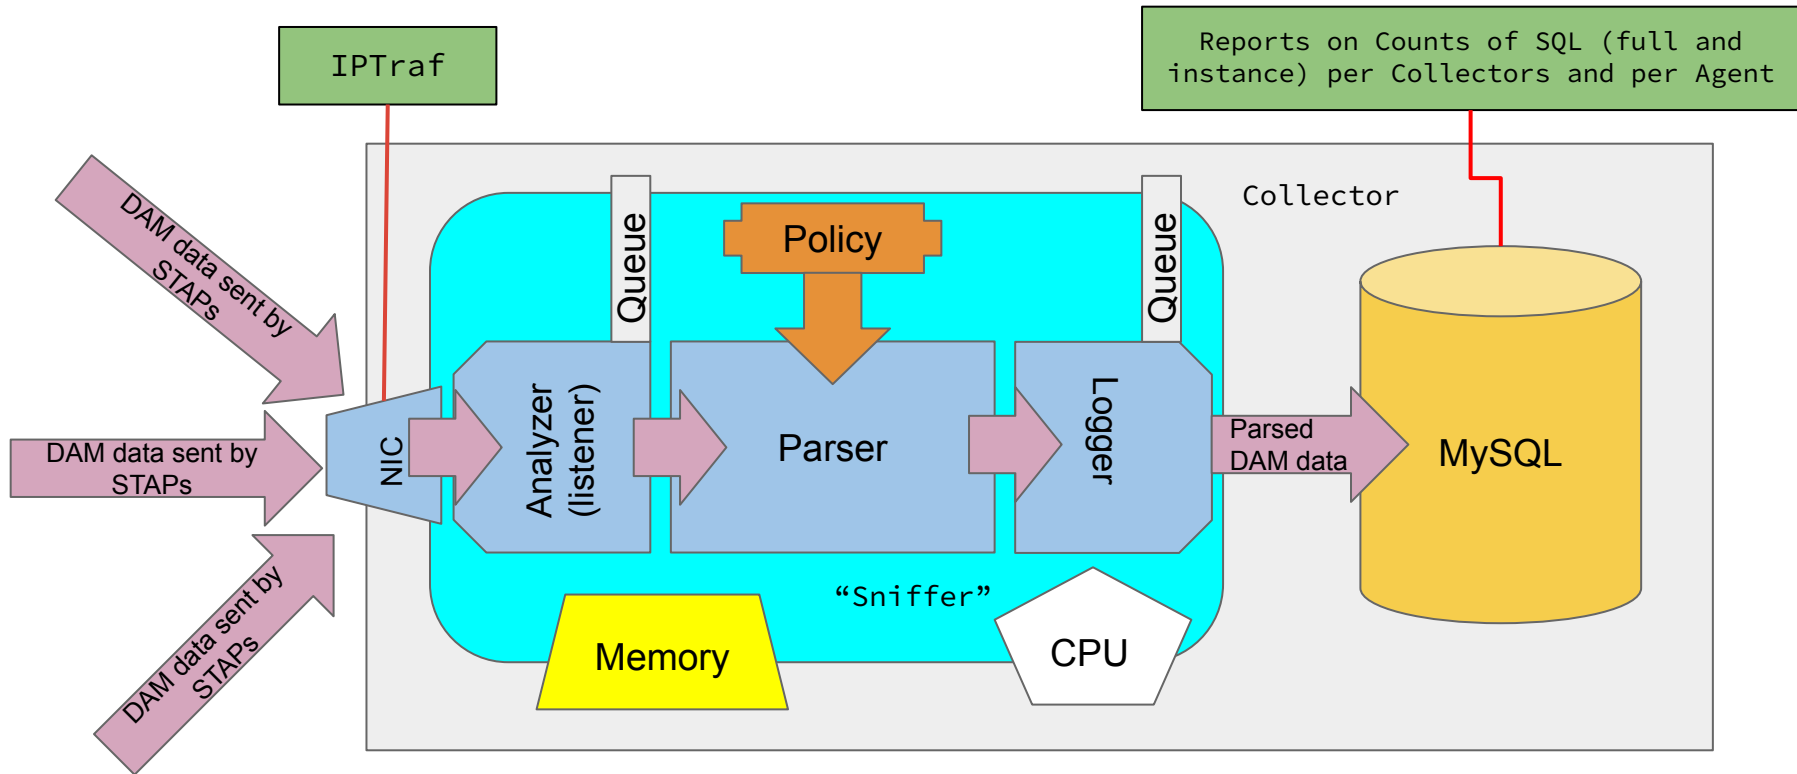 IPTraf
Reports on Counts of SQL (full and
instance) per Collectors and per Agent
Collector
DAM data sent by
STAPs
DAM data sent by
STAPs
DAM data sent by
STAPs
NIC
Analyzer
(listener)
Queue
Policy
Parser
Queue
Logger
Parsed
DAM data
MySQL
“Sniffer”
Memory
CPU